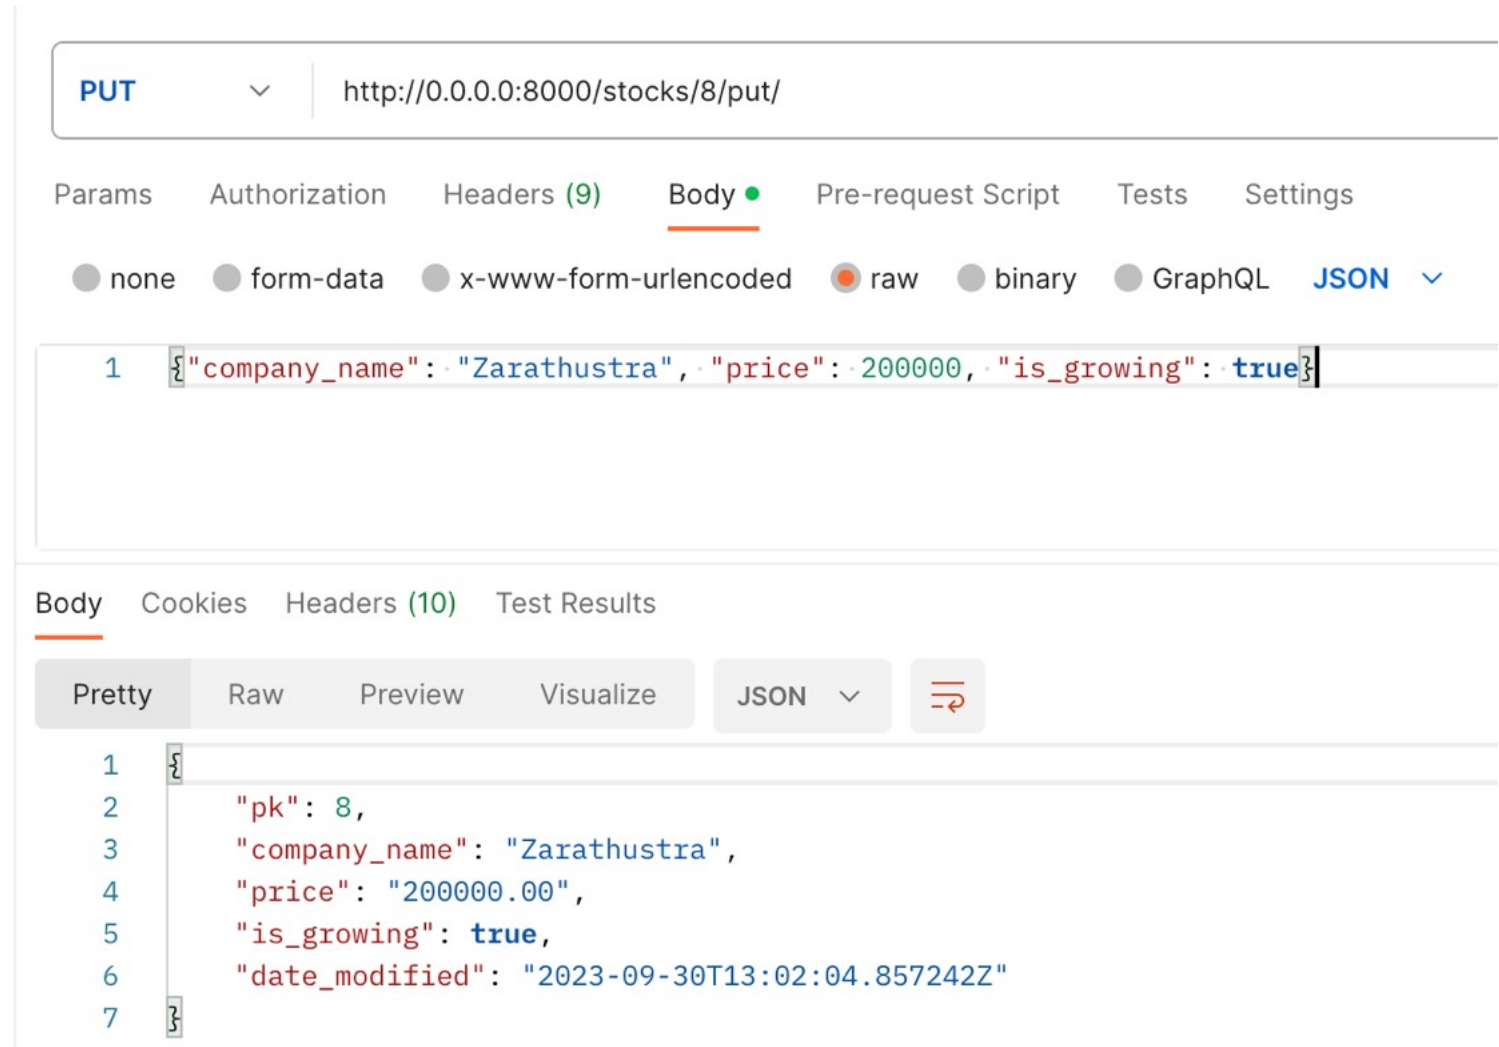 PUT http://0.0.0.0:8000/stocks/8/put/
Params Authorization Headers (9) Body Pre-request Script Tests Settings
none form-data x-www-form-urlencoded raw binary GraphQL JSON
1 {"company_name": "Zarathustra", "price": 200000, "is_growing": true}
Body Cookies Headers (10) Test Results
Pretty Raw Preview Visualize JSON
1 {
2 "pk": 8,
3 "company_name": "Zarathustra",
4 "price": "200000.00",
5 "is_growing": true,
6 "date_modified": "2023-09-30T13:02:04.857242Z"
7 }